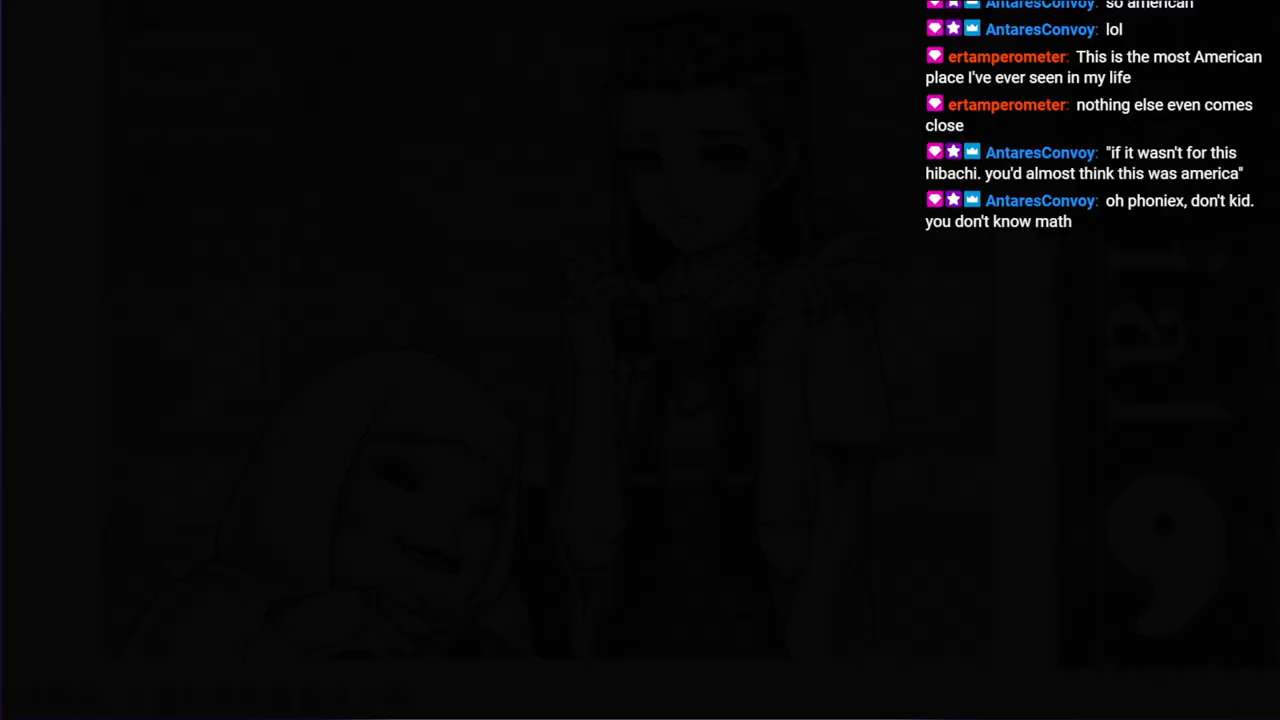 AntaresConvoy: so american
AntaresConvoy: lol
ertamperometer: This is the most American
place I've ever seen in my life
ertamperometer: nothing else even comes
close
AntaresConvoy: "if it wasn't for this
hibachi. you'd almost think this was america"
AntaresConvoy: oh phoniex, don't kid.
you don't know math
ial 9